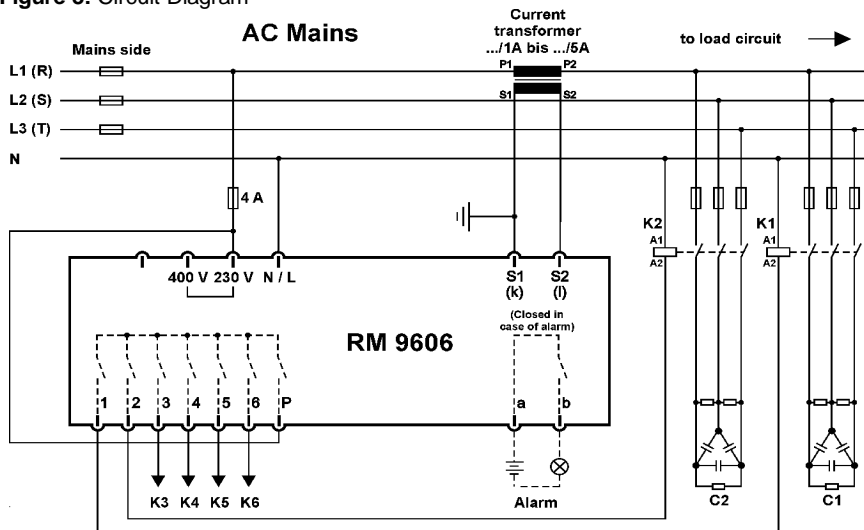 Figure 3. Circuit Diagram
AC Mains
Current
transformer
.../1A bis .../5A
Mains side
to load circuit
P1
P2
L1 (R)
S1
S2
L2 (S)
L3 (T)
N
4 A
K2
A1
A2
K1
A1
A2
400 V
230 V
N / L
S1
(k)
S2
(l)
(Closed in
case of alarm)
RM 9606
1
2
3
4
5
6
P
a
b
K3
K4
K5
K6
Alarm
C2
C1